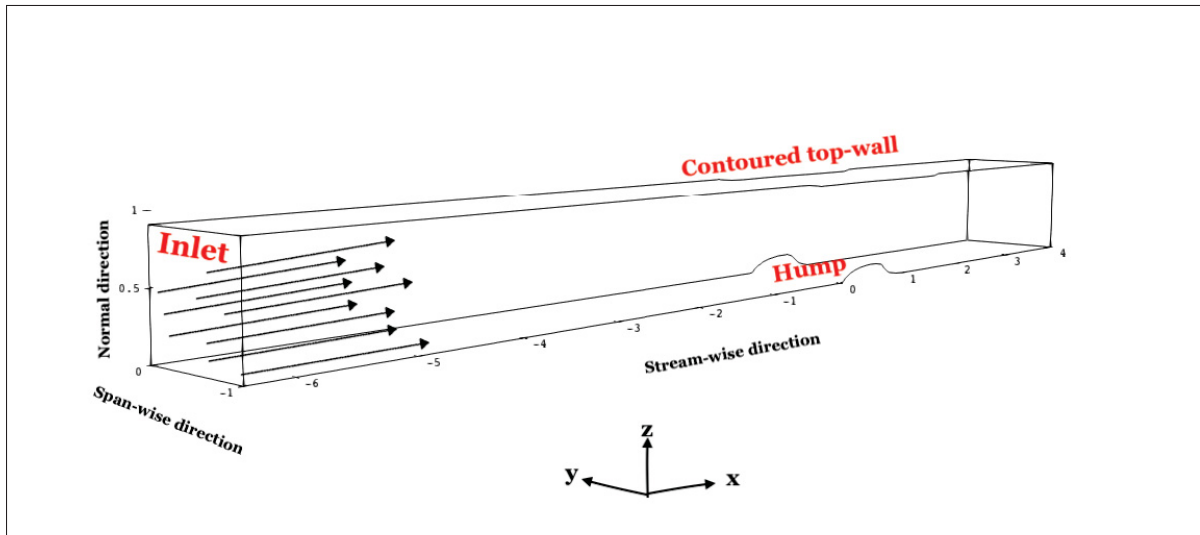 Contoured top-wall
1
Inlet
Normal direction
0.5
0
-1
Span-wise direction
-6
-5
-4
-3
-2
-1
0
1
2
3
4
Hump
Stream-wise direction
z
y
x